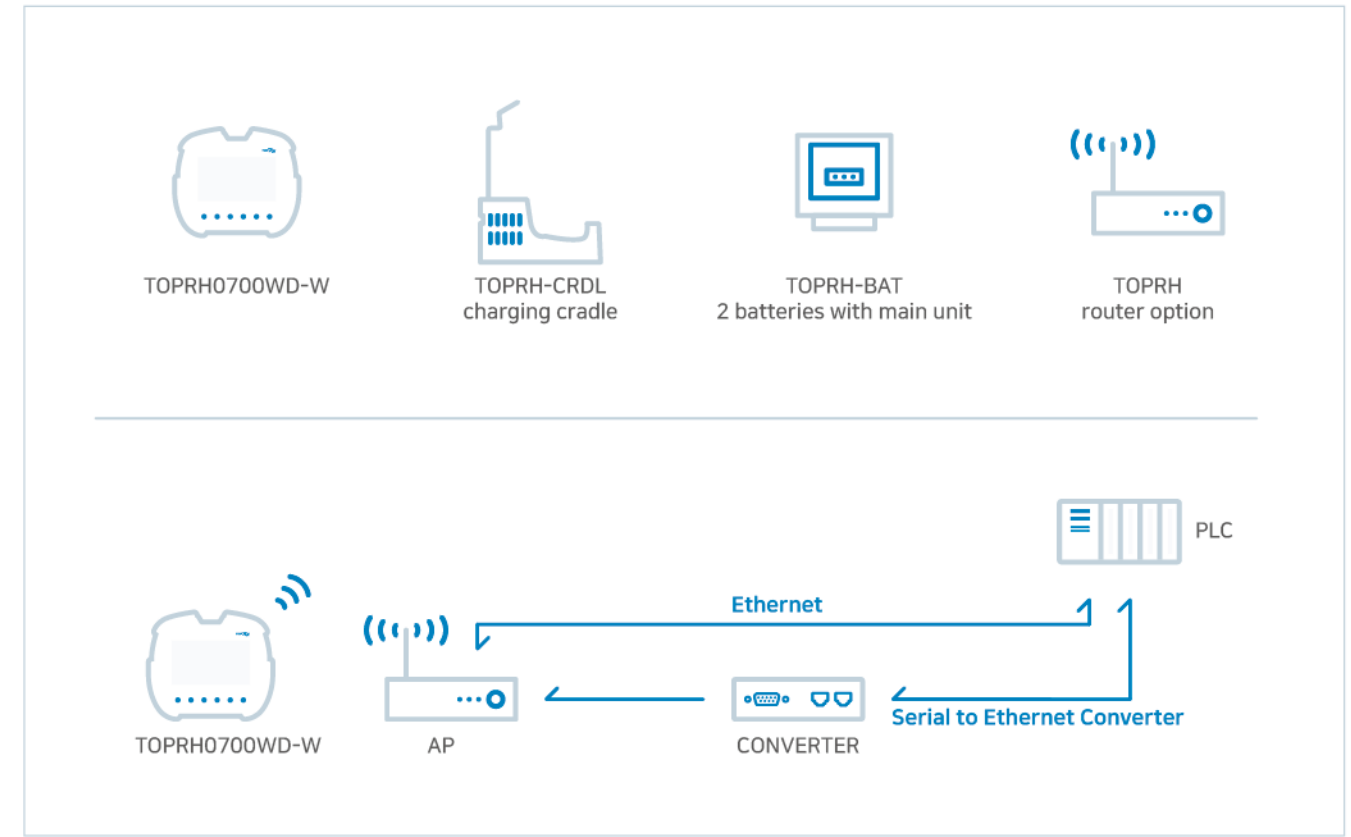 TOPRH0700WD-W
TOPRH-CRDL
charging cradle
TOPRH-BAT
2 batteries with main unit
TOPRH
router option
PLC
Ethernet
Serial to Ethernet Converter
TOPRH0700WD-W
AP
CONVERTER